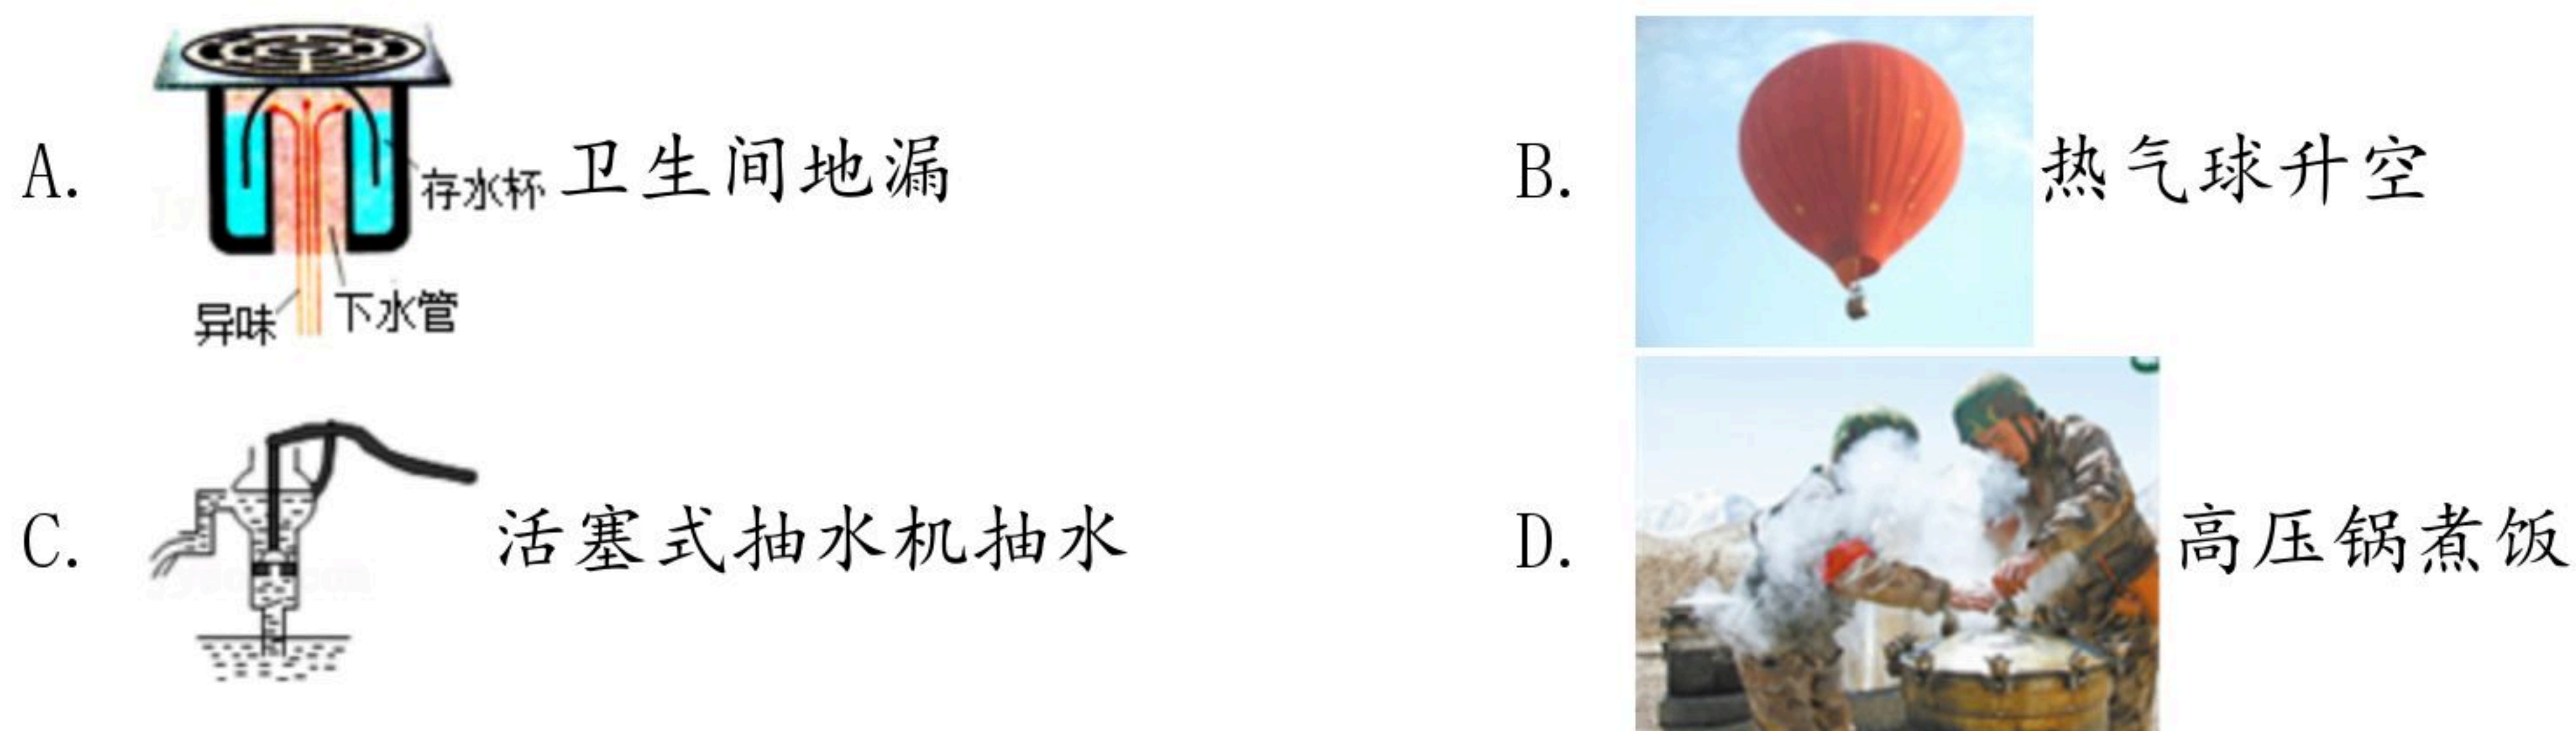 A. 存水杯 卫生间地漏
异味 下水管
B. 热气球升空
C. 活塞式抽水机抽水
D. 高压锅煮饭